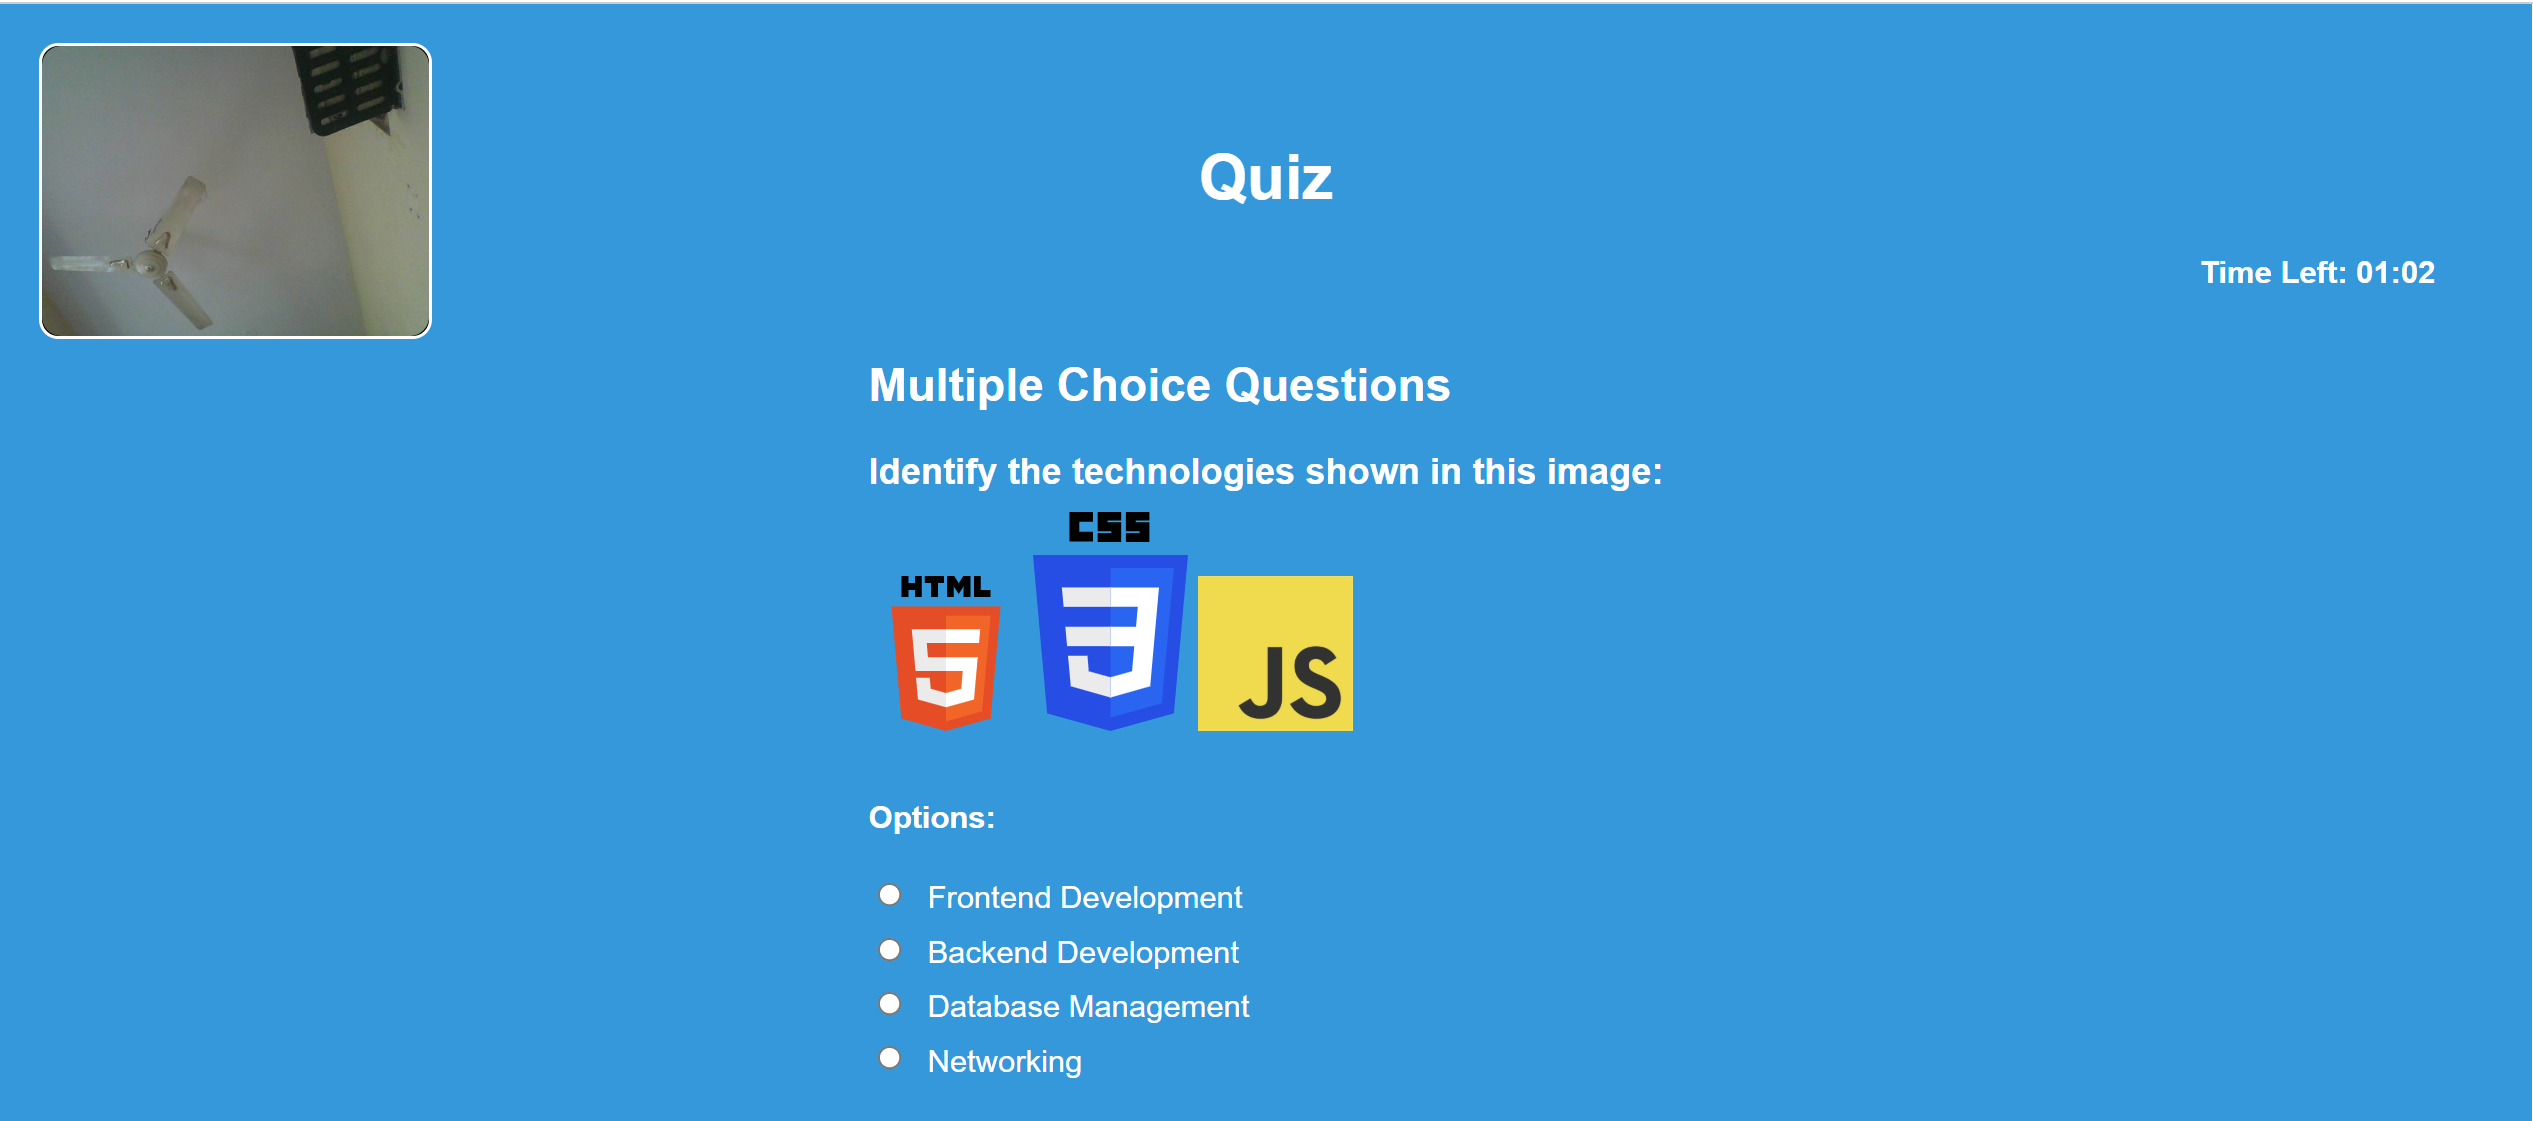 Quiz
Time Left: 01:02
Multiple Choice Questions
Identify the technologies shown in this image:
CSS
HTML
5
3
JS
Options:
Frontend Development
Backend Development
Database Management
Networking